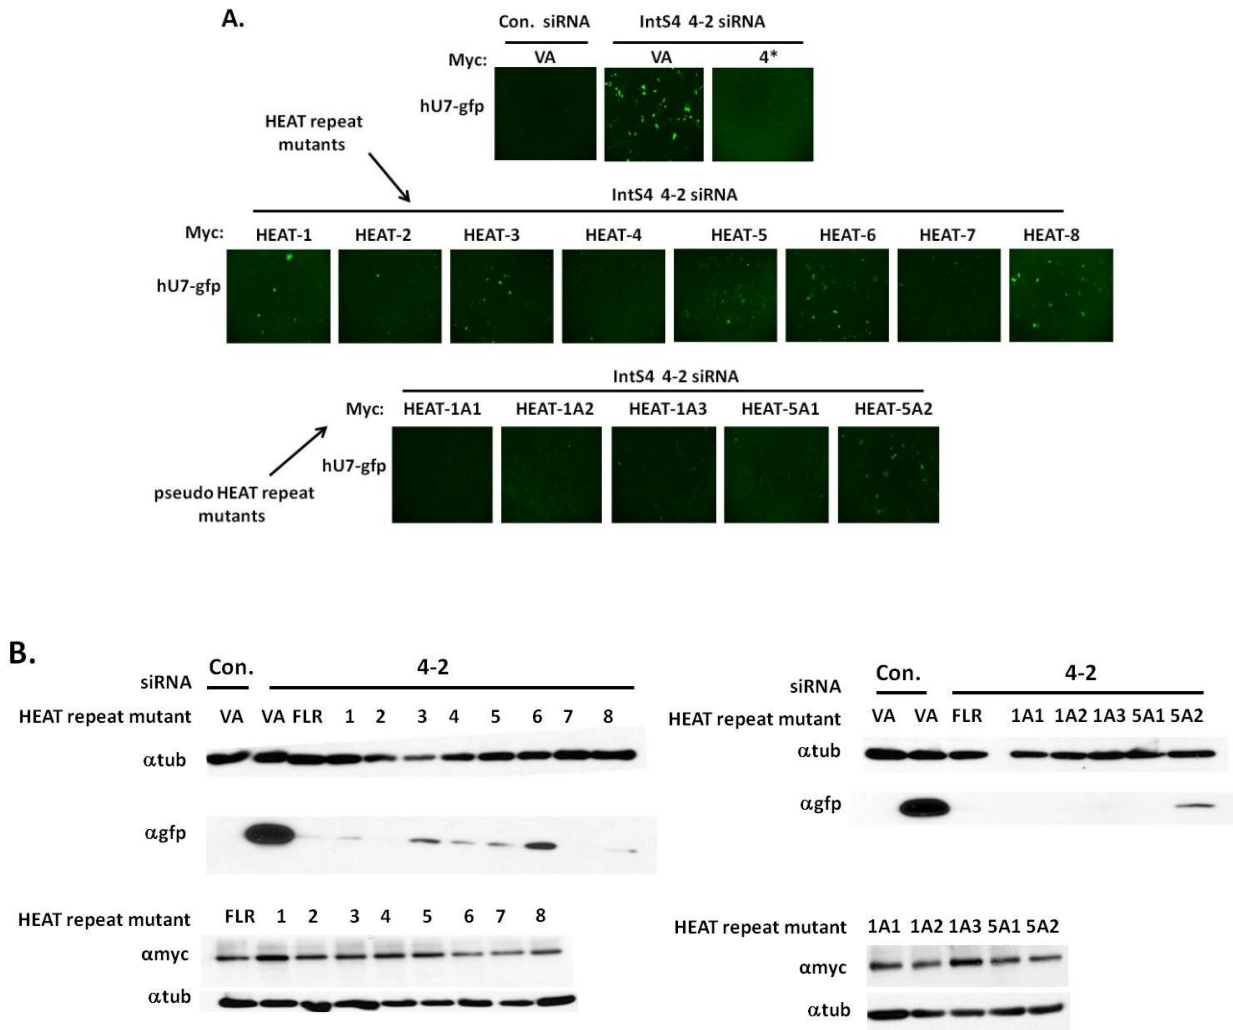 A.
Con. siRNA IntS4 4-2 siRNA
Myc: VA VA 4*
hU7-gfp
HEAT repeat
mutants
IntS4 4-2 siRNA
Myc: HEAT-1 HEAT-2 HEAT-3 HEAT-4 HEAT-5 HEAT-6 HEAT-7 HEAT-8
hU7-gfp
IntS4 4-2 siRNA
Myc: HEAT-1A1 HEAT-1A2 HEAT-1A3 HEAT-5A1 HEAT-5A2
hU7-gfp
pseudo HEAT repeat
mutants
B.
siRNA Con. 4-2
HEAT repeat mutant VA VA FLR 1 2 3 4 5 6 7 8
αtub
αgfp
HEAT repeat mutant FLR 1 2 3 4 5 6 7 8
αmyc
αtub
siRNA Con. 4-2
HEAT repeat mutant VA VA FLR 1A1 1A2 1A3 5A1 5A2
αtub
αgfp
HEAT repeat mutant 1A1 1A2 1A3 5A1 5A2
αmyc
αtub